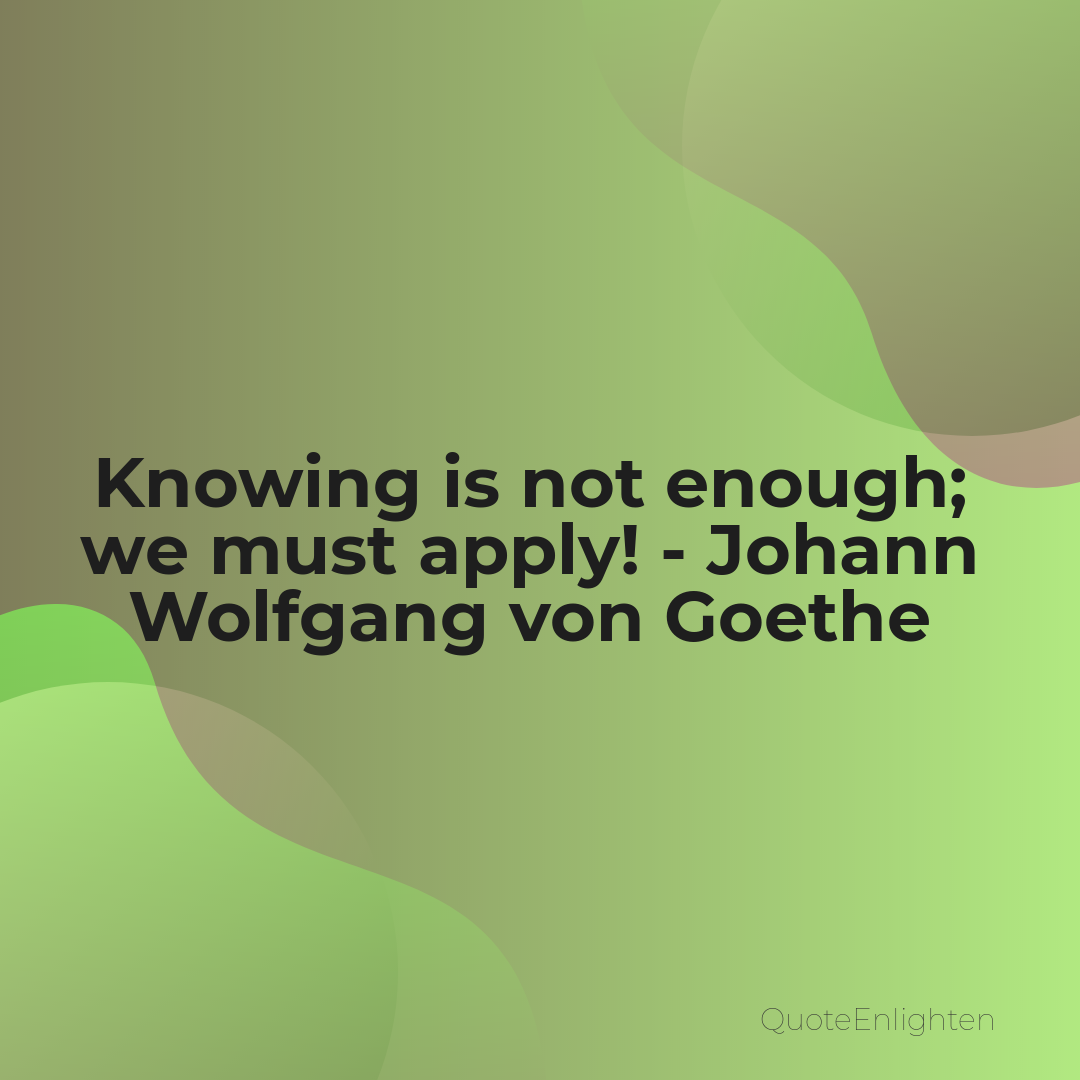 Knowing is not enough;
we must apply! - Johann
Wolfgang von Goethe
QuoteEnlighten